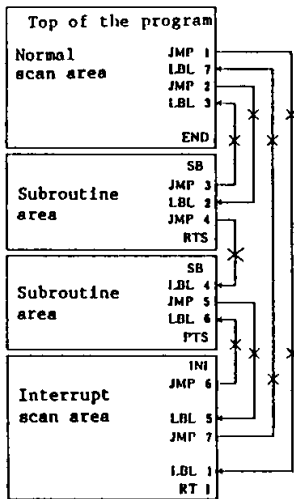 Top of the program
Normal
scan area
JMP 1
LBL 7
JMP 2
LBL 3
END
Subroutine
area
SB
JMP 3
LBL 2
JMP 4
RTS
Subroutine
area
SB
LBL 4
JMP 5
LBL 6
RTS
Interrupt
scan area
INI
JMP 6
LBL 5
JMP 7
LBL 1
RT I